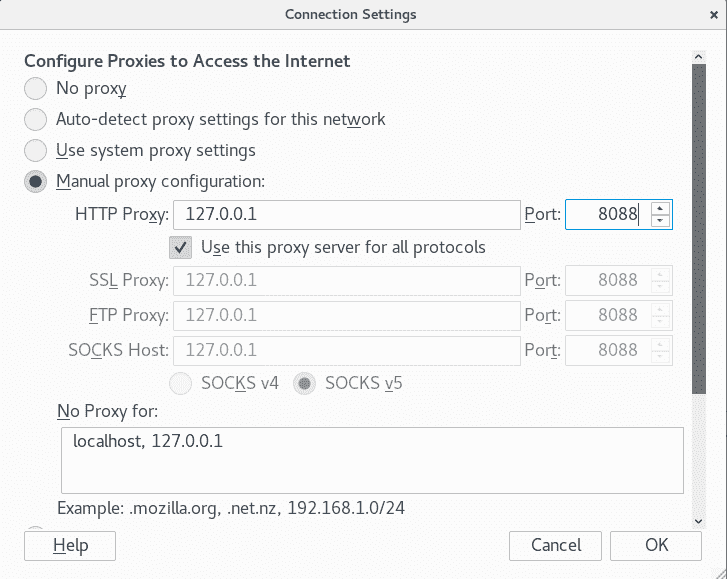 Connection Settings
Configure Proxies to Access the Internet
No proxy
Auto-detect proxy settings for this network
Use system proxy settings
Manual proxy configuration:
HTTP Proxy: 127.0.0.1 Port: 8088
Use this proxy server for all protocols
SSL Proxy: 127.0.0.1 Port: 8088
FTP Proxy: 127.0.0.1 Port: 8088
SOCKS Host: 127.0.0.1 Port: 8088
SOCKS v4 SOCKS v5
No Proxy for:
localhost, 127.0.0.1
Example: .mozilla.org, .net.nz, 192.168.1.0/24
Help Cancel OK